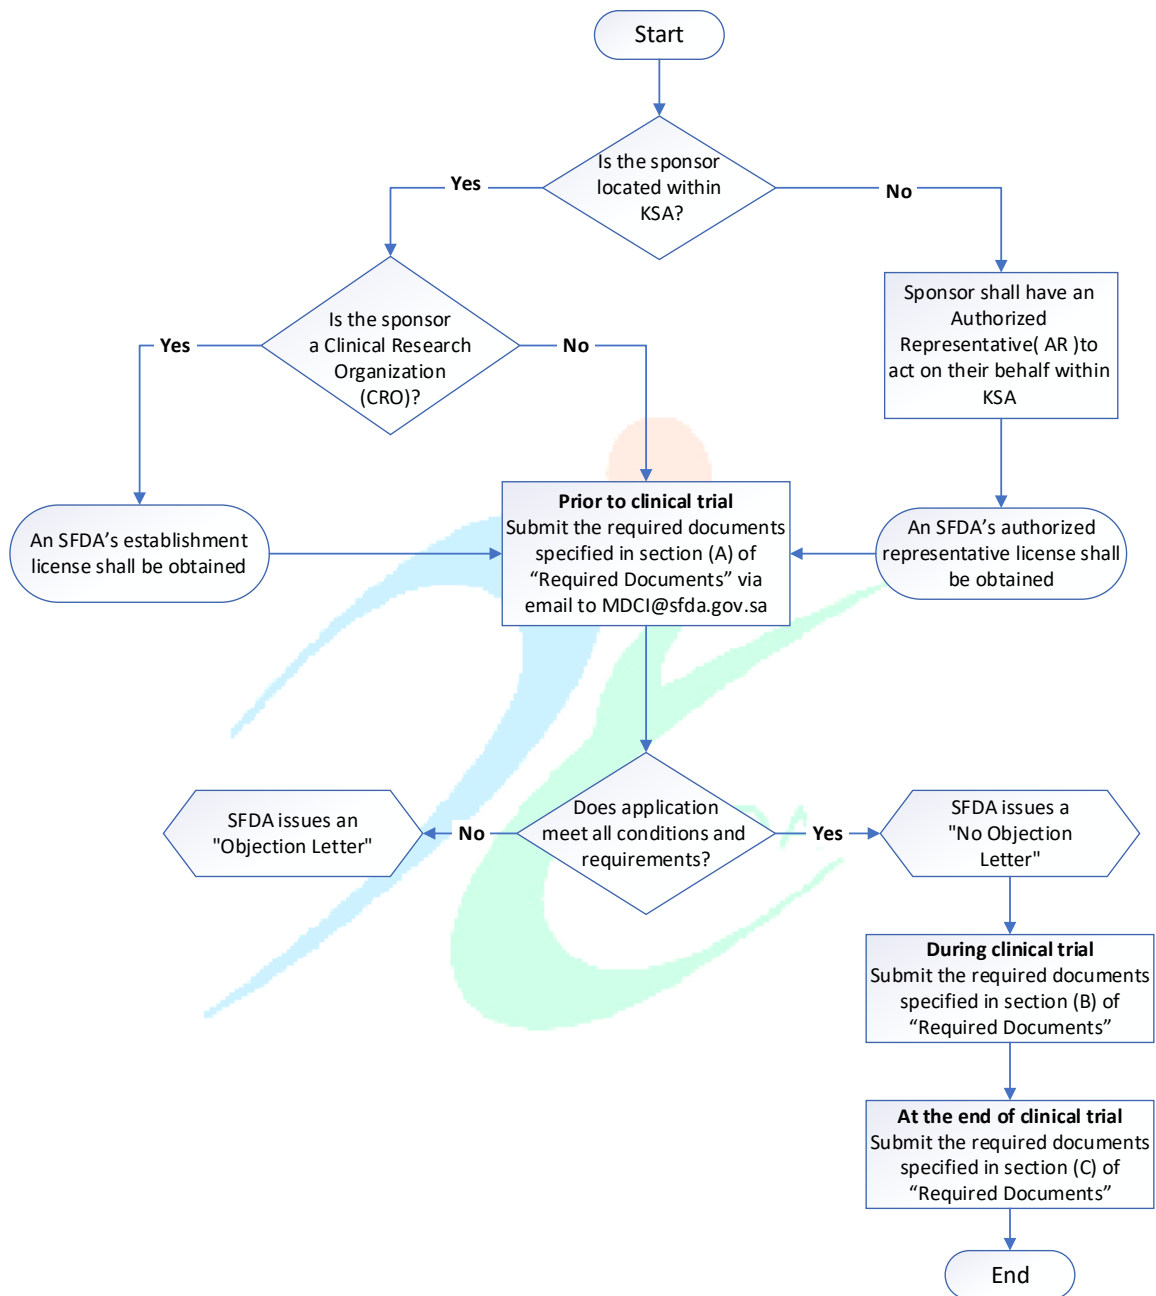 Start
Is the sponsor
located within
KSA?
Yes
No
Is the sponsor
a Clinical Research
Organization
(CRO)?
Yes
No
Sponsor shall have an
Authorized
Representative( AR )to
act on their behalf within
KSA
An SFDA’s establishment
license shall be obtained
Prior to clinical trial
Submit the required documents
specified in section (A) of
“Required Documents” via
email to MDCI@sfda.gov.sa
An SFDA’s authorized
representative license shall
be obtained
Does application
meet all conditions and
requirements?
No
Yes
SFDA issues an
"Objection Letter"
SFDA issues a
"No Objection
Letter"
During clinical trial
Submit the required documents
specified in section (B) of
“Required Documents”
At the end of clinical trial
Submit the required documents
specified in section (C) of
“Required Documents”
End